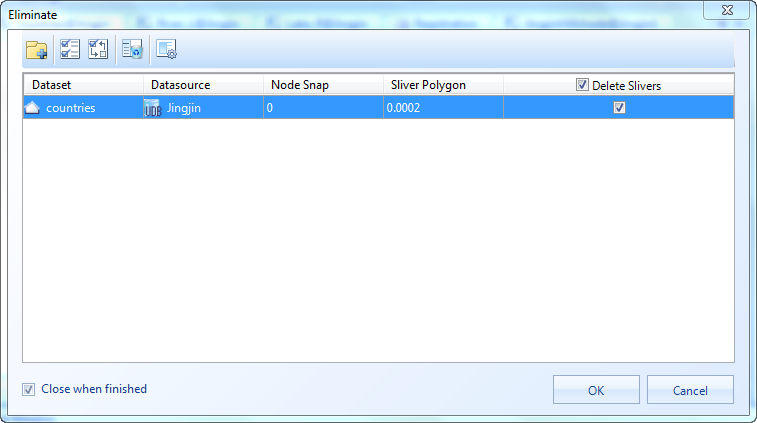 Eliminate
Dataset Datasource Node Snap Sliver Polygon Delete Slivers
countries UDB Jingjin 0 0.0002
Close when finished
OK Cancel